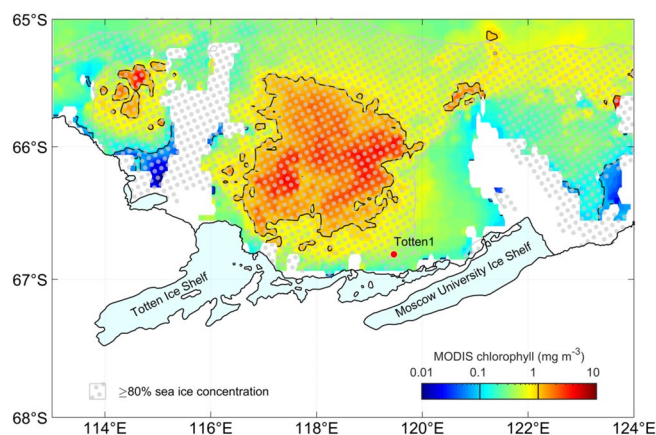 65°S
66°S
67°S
68°S
Totten1
Totten Ice Shelf
Moscow University Ice Shelf
MODIS chlorophyll (mg m⁻³)
0.01 0.1 1 10
≥80% sea ice concentration
114°E 116°E 118°E 120°E 122°E 124°E